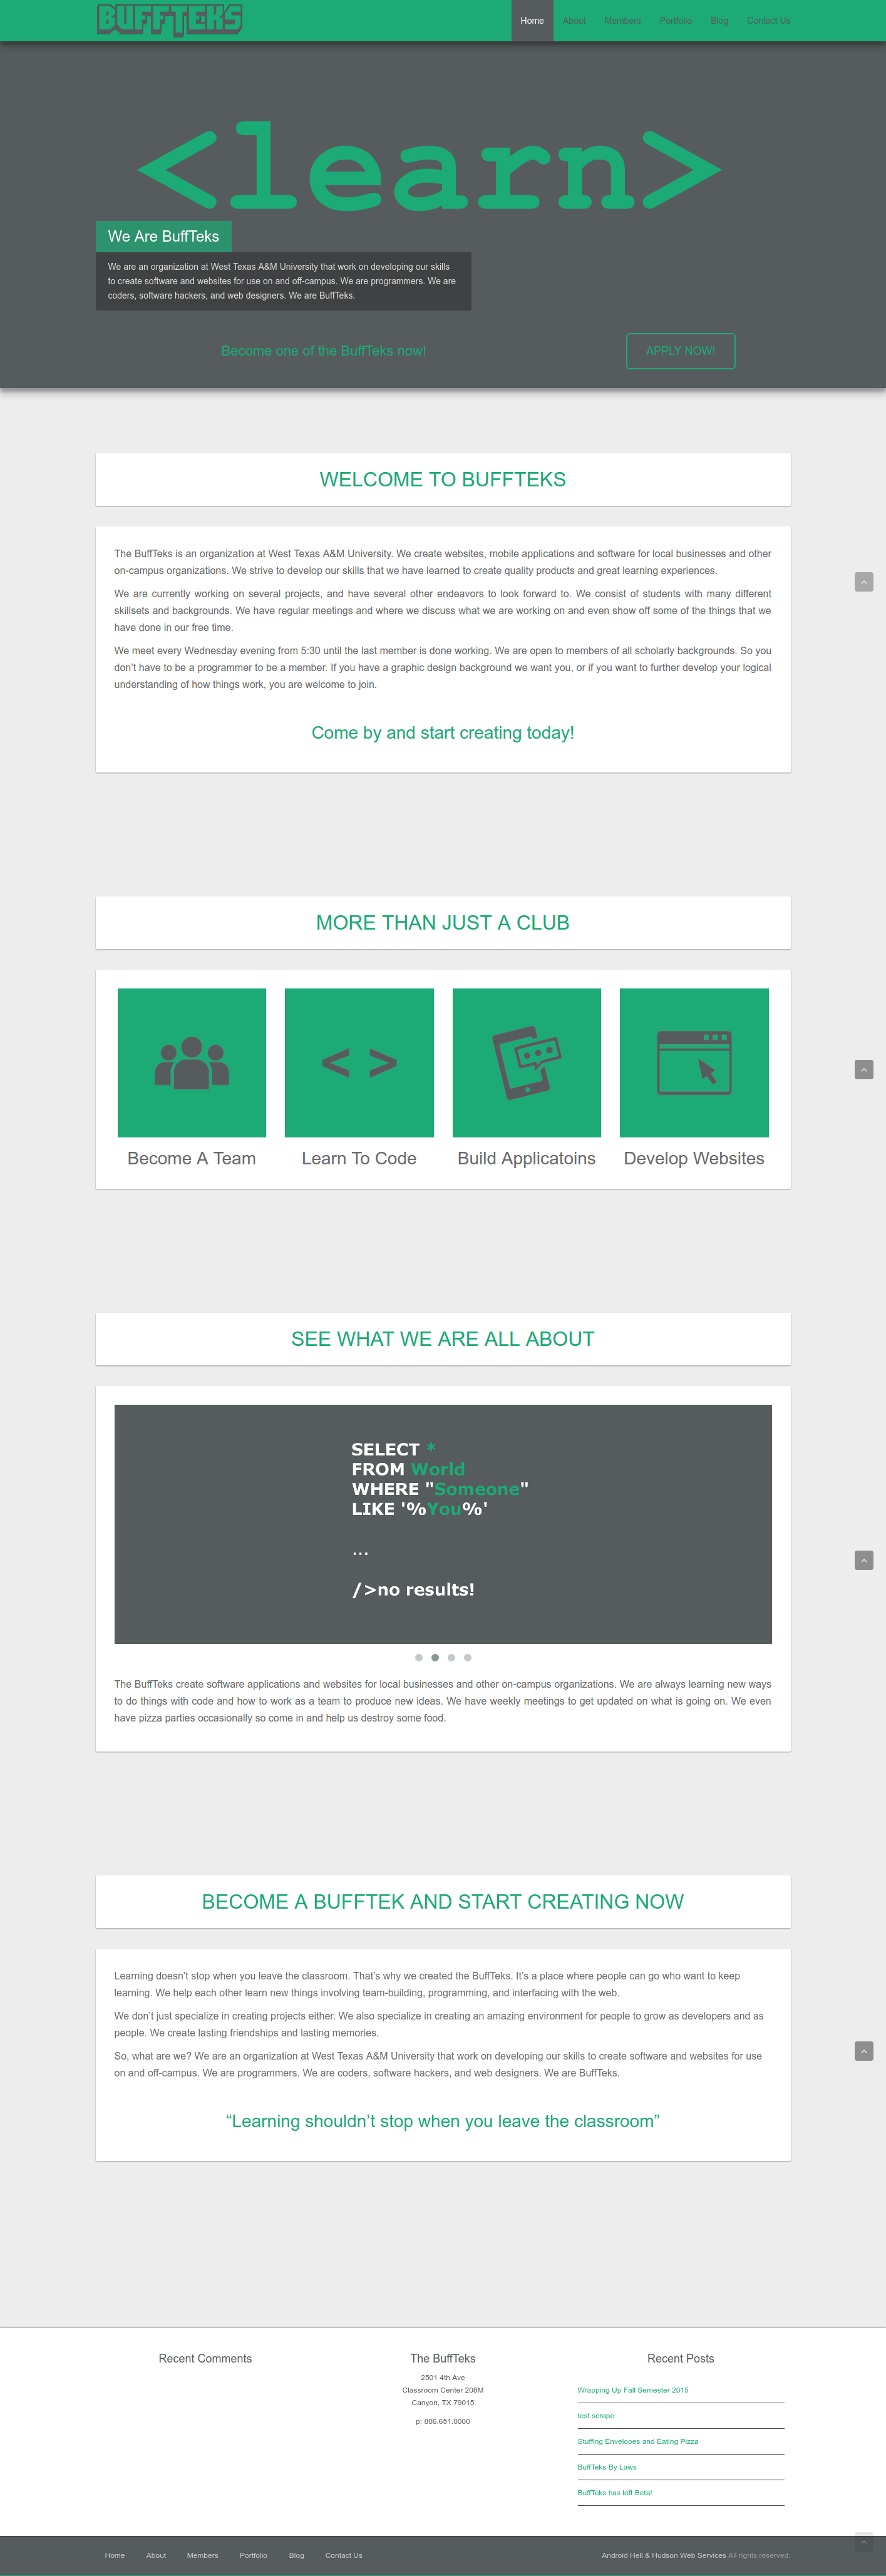 BUFFTEKS
Home About Members Portfolio Blog Contact Us
<learn>
We Are BuffTeks
We are an organization at West Texas A&M University that work on developing our skills
to create software and websites for use on and off-campus. We are programmers. We are
coders, software hackers, and web designers. We are BuffTeks.
Become one of the BuffTeks now!
APPLY NOW!
WELCOME TO BUFFTEKS
The BuffTeks is an organization at West Texas A&M University. We create websites, mobile applications and software for local businesses and other
on-campus organizations. We strive to develop our skills that we have learned to create quality products and great learning experiences.
We are currently working on several projects, and have several other endeavors to look forward to. We consist of students with many different
skillsets and backgrounds. We have regular meetings and where we discuss what we are working on and even show off some of the things that we
have done in our free time.
We meet every Wednesday evening from 5:30 until the last member is done working. We are open to members of all scholarly backgrounds. So you
don't have to be a programmer to be a member. If you have a graphic design background we want you, or if you want to further develop your logical
understanding of how things work, you are welcome to join.
Come by and start creating today!
MORE THAN JUST A CLUB
< >
Become A Team
Learn To Code
Build Applicatoins
Develop Websites
SEE WHAT WE ARE ALL ABOUT
SELECT *
FROM World
WHERE "Someone"
LIKE '%You%'
...
/>no results!
The BuffTeks create software applications and websites for local businesses and other on-campus organizations. We are always learning new ways
to do things with code and how to work as a team to produce new ideas. We have weekly meetings to get updated on what is going on. We even
have pizza parties occasionally so come in and help us destroy some food.
BECOME A BUFFTEK AND START CREATING NOW
Learning doesn't stop when you leave the classroom. That's why we created the BuffTeks. It's a place where people can go who want to keep
learning. We help each other learn new things involving team-building, programming, and interfacing with the web.
We don't just specialize in creating projects either. We also specialize in creating an amazing environment for people to grow as developers and as
people. We create lasting friendships and lasting memories.
So, what are we? We are an organization at West Texas A&M University that work on developing our skills to create software and websites for use
on and off-campus. We are programmers. We are coders, software hackers, and web designers. We are BuffTeks.
“Learning shouldn't stop when you leave the classroom”
Recent Comments
The BuffTeks
2501 4th Ave
Classroom Center 208M
Canyon, TX 79015
p: 806.651.0000
Recent Posts
Wrapping Up Fall Semester 2015
test scrape
Stuffing Envelopes and Eating Pizza
BuffTeks By Laws
BuffTeks has left Beta!
Home About Members Portfolio Blog Contact Us
Android Hell & Hudson Web Services All rights reserved.